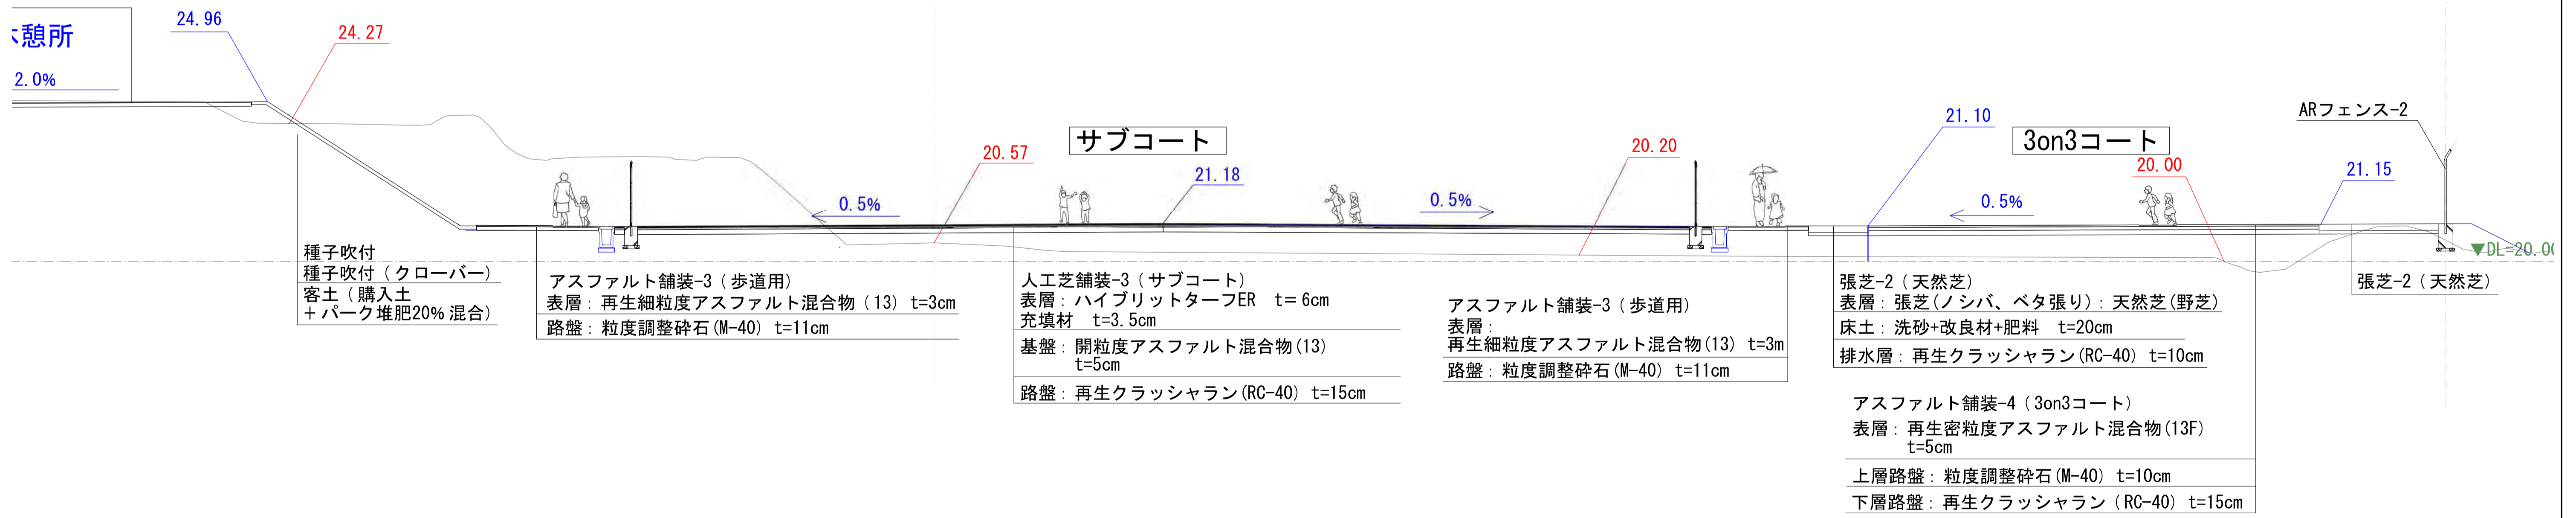 憩所
2.0%
24.96
24.27
サブコート
20.57
21.18
0.5%
0.5%
20.20
21.10
3on3コート
20.00
0.5%
21.15
ARフェンス-2
▼DL=20.00
種子吹付
種子吹付(クローバー)
客土(購入土
+パーク堆肥20%混合)
アスファルト舗装-3(歩道用)
表層:再生細粒度アスファルト混合物(13) t=3cm
路盤:粒度調整砕石(M-40) t=11cm
人工芝舗装-3(サブコート)
表層:ハイブリットターフER t=6cm
充填材 t=3.5cm
基盤:開粒度アスファルト混合物(13)
t=5cm
路盤:再生クラッシャラン(RC-40) t=15cm
アスファルト舗装-3(歩道用)
表層:
再生細粒度アスファルト混合物(13) t=3m
路盤:粒度調整砕石(M-40) t=11cm
張芝-2(天然芝)
表層:張芝(ノシバ、ベタ張り):天然芝(野芝)
床土:洗砂+改良材+肥料 t=20cm
排水層:再生クラッシャラン(RC-40) t=10cm
アスファルト舗装-4(3on3コート)
表層:再生密粒度アスファルト混合物(13F)
t=5cm
上層路盤:粒度調整砕石(M-40) t=10cm
下層路盤:再生クラッシャラン(RC-40) t=15cm
張芝-2(天然芝)